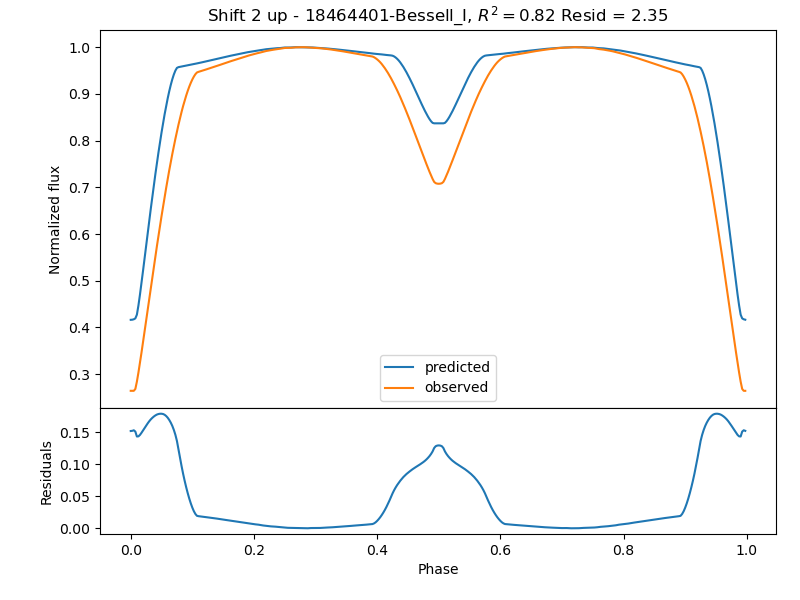 Shift 2 up - 18464401-Bessell_I, R² = 0.82 Resid = 2.35
1.0
0.9
0.8
0.7
0.6
0.5
0.4
0.3
Normalized flux
predicted
observed
0.15
0.10
0.05
0.00
Residuals
0.0 0.2 0.4 0.6 0.8 1.0
Phase